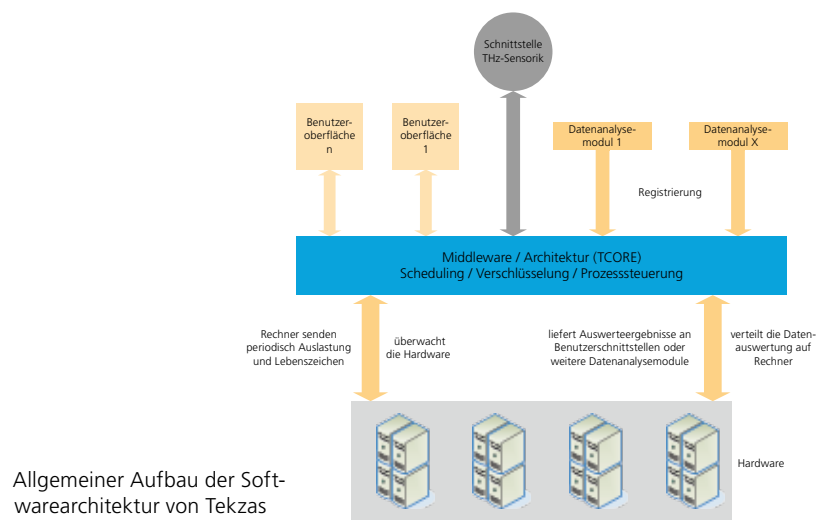 Schnittstelle
THz-Sensorik
Benutzer-
oberfläche
n
Benutzer-
oberfläche
1
Datenanalyse-
modul 1
Datenanalyse-
modul X
Registrierung
Middleware / Architektur (TCORE)
Scheduling / Verschlüsselung / Prozesssteuerung
Rechner senden
periodisch Auslastung
und Lebenszeichen
überwacht
die Hardware
liefert Auswerteergebnisse an
Benutzerschnittstellen oder
weitere Datenanalysemodule
verteilt die Daten-
auswertung auf
Rechner
Hardware
Allgemeiner Aufbau der Soft-
warearchitektur von Tekzas